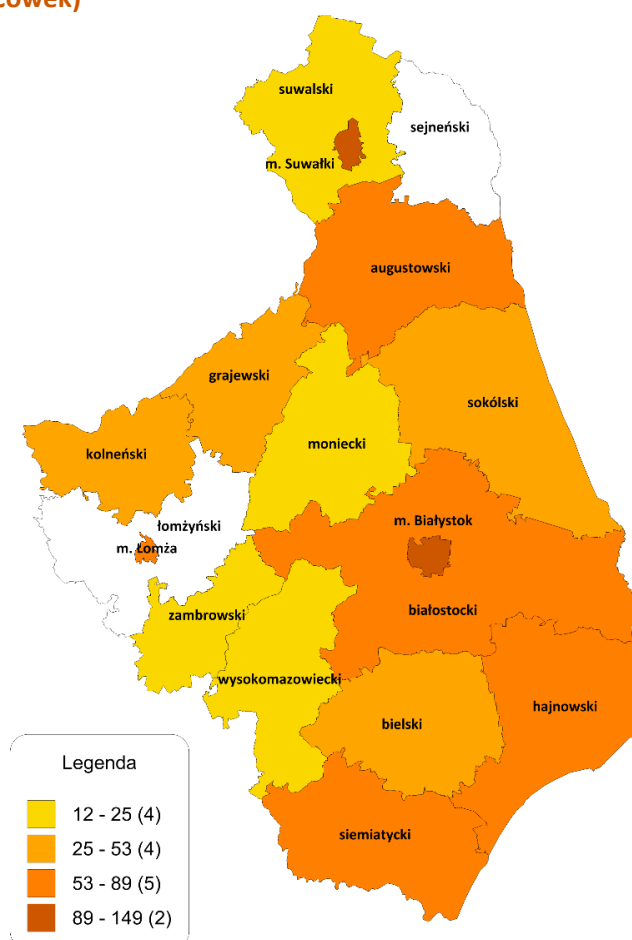 cówek)
suwalski
sejneński
m. Suwałki
augustowski
grajewski
sokólski
moniecki
kolneński
łomżyński
m. Białystok
m. Łomża
białostocki
zambrowski
wysokomazowiecki
hajnowski
bielski
siemiatycki
Legenda
12 - 25 (4)
25 - 53 (4)
53 - 89 (5)
89 - 149 (2)